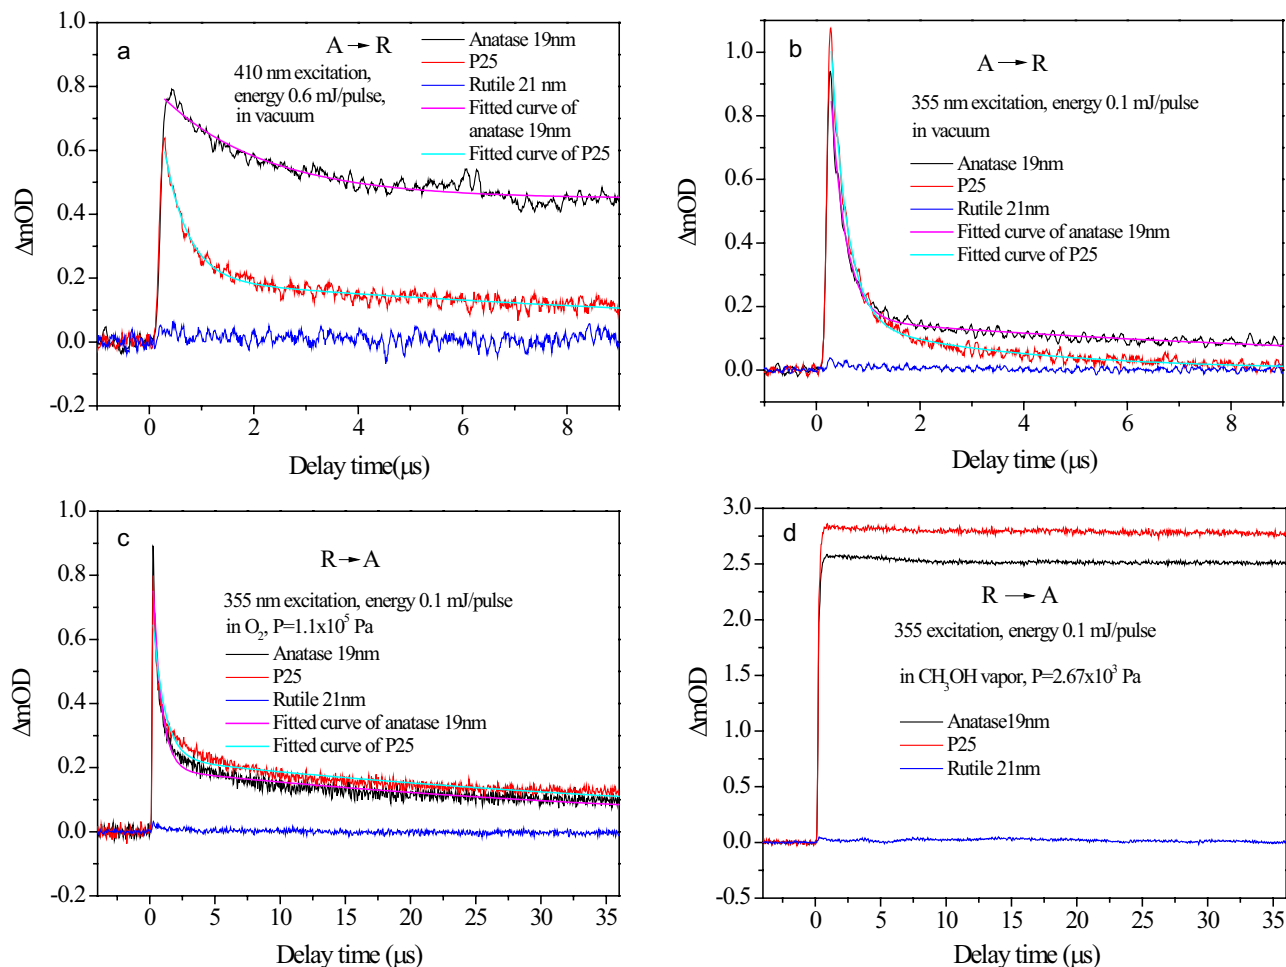 a
A → R
410 nm excitation,
energy 0.6 mJ/pulse,
in vacuum
Anatase 19nm
P25
Rutile 21 nm
Fitted curve of
anatase 19nm
Fitted curve of P25
1.0
0.8
0.6
0.4
0.2
0.0
-0.2
ΔmOD
0 2 4 6 8
Delay time(μs)
b
A → R
355 nm excitation, energy 0.1 mJ/pulse
in vacuum
Anatase 19nm
P25
Rutile 21nm
Fitted curve of anatase 19nm
Fitted curve of P25
1.0
0.8
0.6
0.4
0.2
0.0
ΔmOD
0 2 4 6 8
Delay time (μs)
c
R → A
355 nm excitation, energy 0.1 mJ/pulse
in O₂, P=1.1x10⁵ Pa
Anatase 19nm
P25
Rutile 21nm
Fitted curve of anatase 19nm
Fitted curve of P25
1.0
0.8
0.6
0.4
0.2
0.0
-0.2
ΔmOD
0 5 10 15 20 25 30 35
Delay time (μs)
d
R → A
355 excitation, energy 0.1 mJ/pulse
in CH₃OH vapor, P=2.67x10³ Pa
Anatase19nm
P25
Rutile 21nm
3.0
2.5
2.0
1.5
1.0
0.5
0.0
-0.5
ΔmOD
0 5 10 15 20 25 30 35
Delay time (μs)